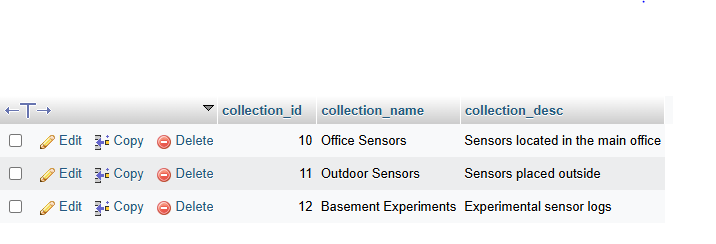 ←T→ collection_id collection_name collection_desc
Edit Copy Delete 10 Office Sensors Sensors located in the main office
Edit Copy Delete 11 Outdoor Sensors Sensors placed outside
Edit Copy Delete 12 Basement Experiments Experimental sensor logs